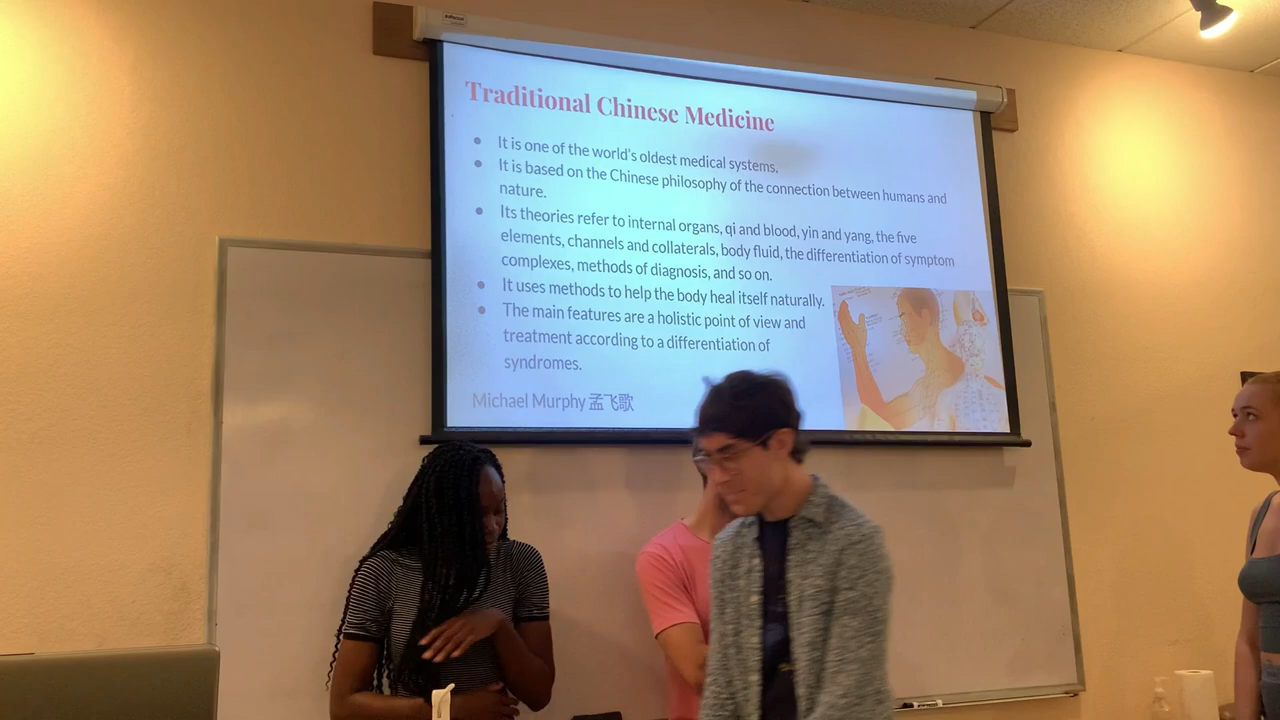 Traditional Chinese Medicine
● It is one of the world's oldest medical systems.
● It is based on the Chinese philosophy of the connection between humans and
nature.
● Its theories refer to internal organs, qi and blood, yin and yang, the five
elements, channels and collaterals, body fluid, the differentiation of symptom
complexes, methods of diagnosis, and so on.
● It uses methods to help the body heal itself naturally.
● The main features are a holistic point of view and
treatment according to a differentiation of
syndromes.
Michael Murphy 孟飞歌